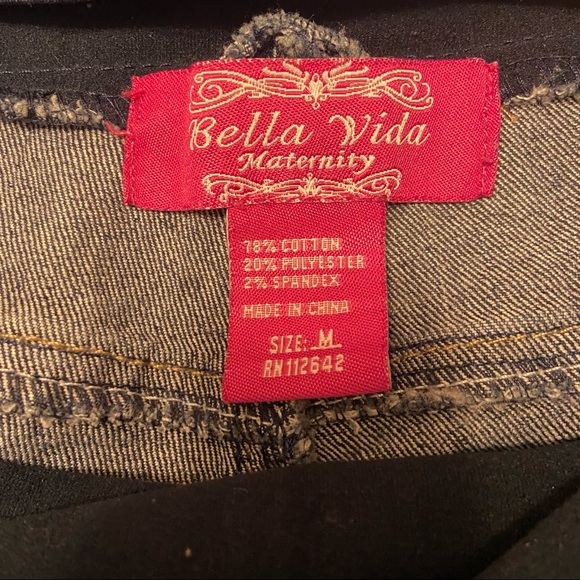 Bella Vida
Maternity
78% COTTON
20% POLYESTER
2% SPANDEX
MADE IN CHINA
SIZE: M
RN112642